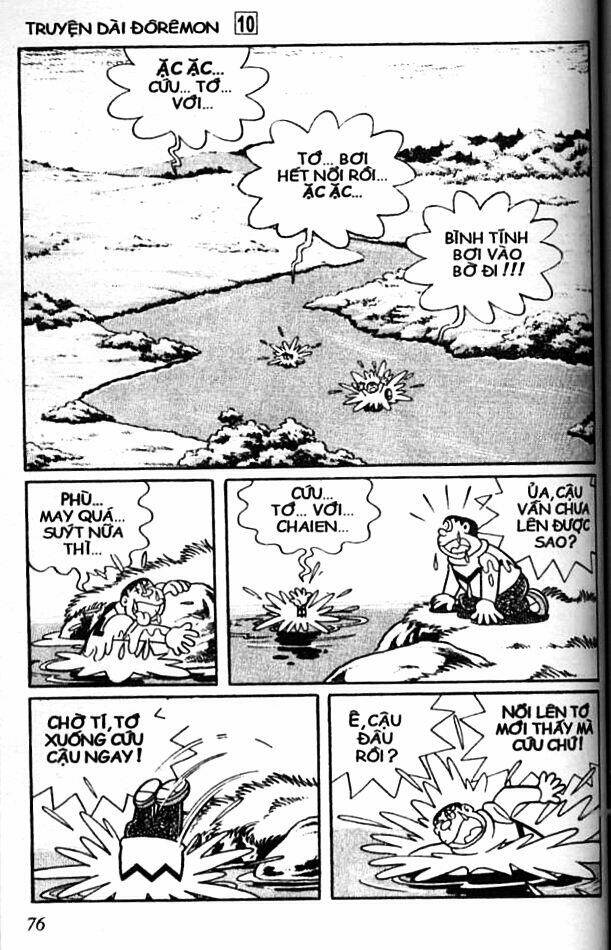 TRUYỆN DÀI ĐÔRÊMON 10
ẶC ẶC...
CỨU... TỚ...
VỚI...
TỚ... BƠI
HẾT NỔI RỒI...
ẶC ẶC...
BÌNH TĨNH
BƠI VÀO
BỜ ĐI!!!
PHÙ...
MAY QUÁ...
SUÝT NỮA
THÌ...
CỨU...
TỚ... VỚI...
CHAIEN...
ỦA, CẬU
VẪN CHƯA
LÊN ĐƯỢC
SAO?
CHỜ TÍ, TỚ
XUỐNG CỨU
CẬU NGAY!
Ê, CẬU
ĐÂU
RỒI?
NỔI LÊN TỚ
MỚI THẤY MÀ
CỨU CHỨ!
76